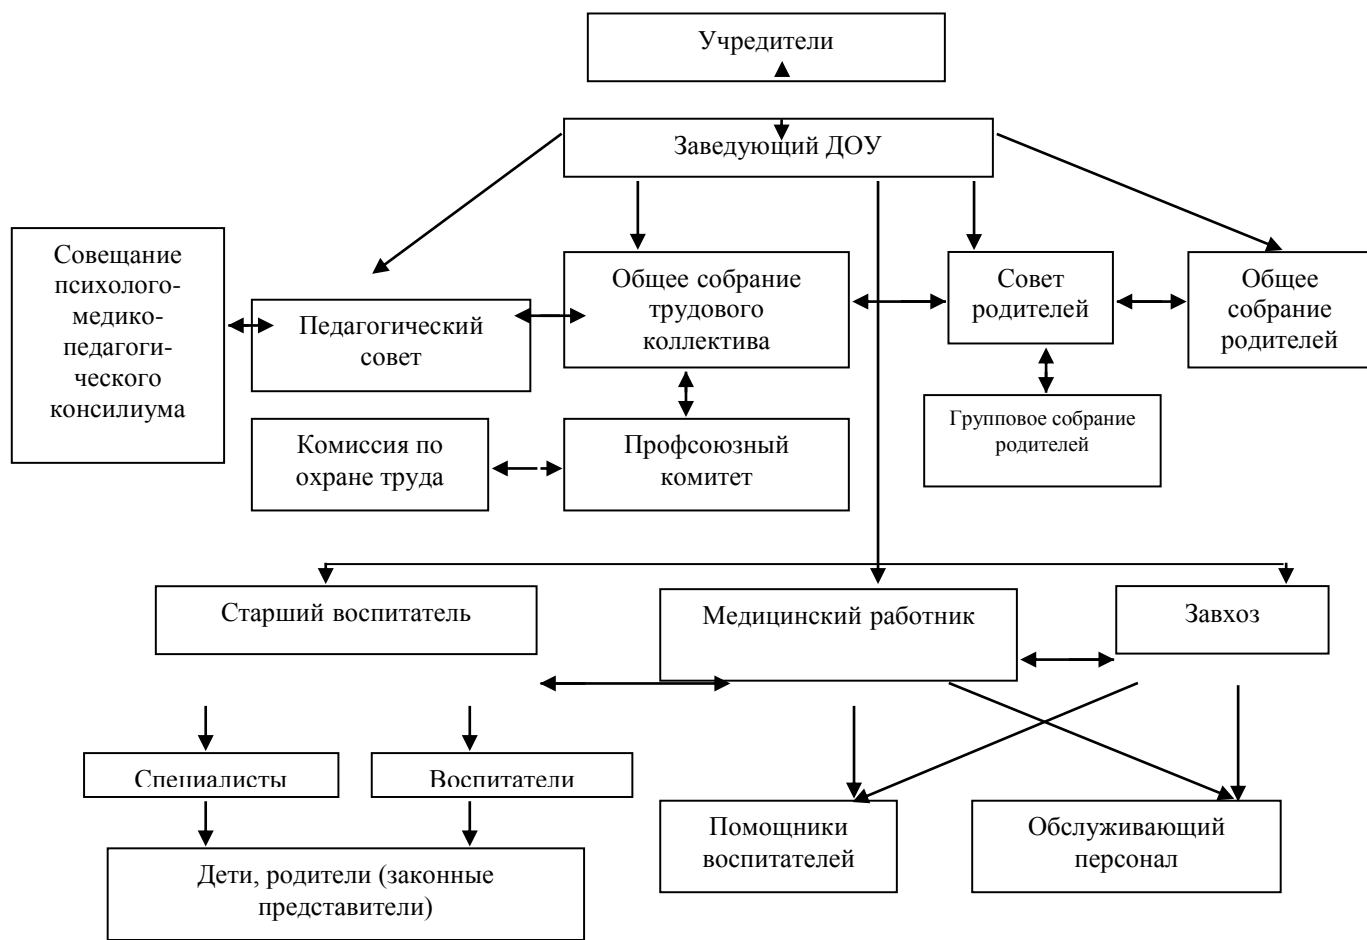 Учредители
Заведующий ДОУ
Совещание
психолого-
медико-
педагоги-
ческого
консилиума
Педагогический
совет
Общее собрание
трудового
коллектива
Совет
родителей
Общее
собрание
родителей
Комиссия по
охране труда
Профсоюзный
комитет
Групповое собрание
родителей
Старший воспитатель
Медицинский работник
Завхоз
Специалисты
Воспитатели
Помощники
воспитателей
Обслуживающий
персонал
Дети, родители (законные
представители)